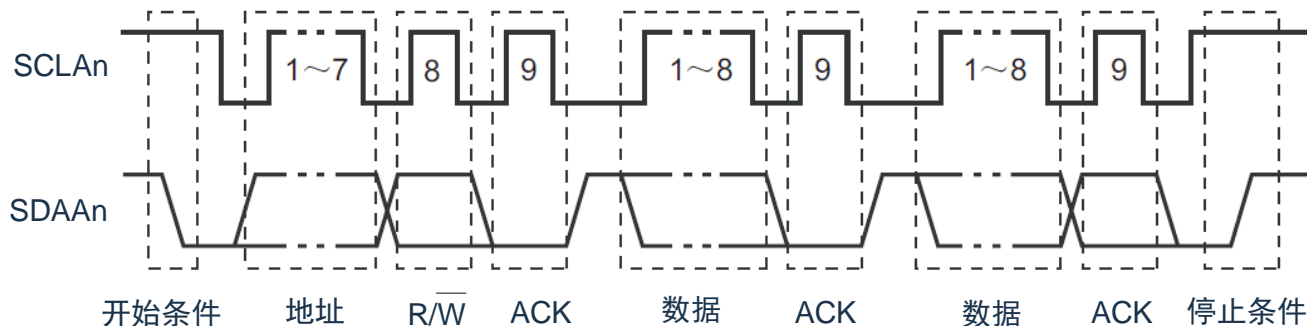 SCLAn 1～7 8 9 1～8 9 1～8 9
SDAAn
开始条件 地址 R/W̅ ACK 数据 ACK 数据 ACK 停止条件